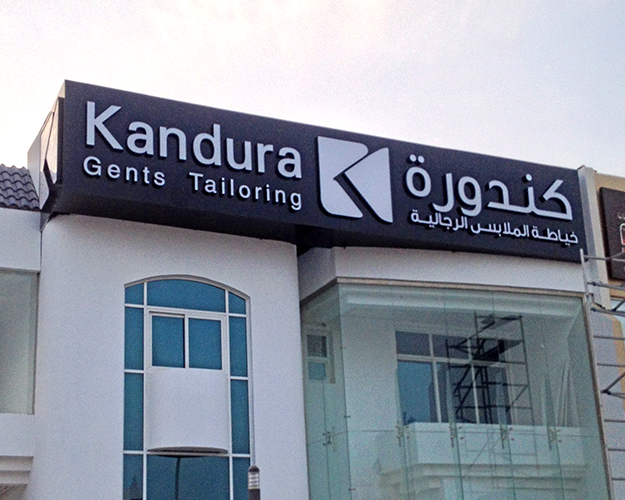 Kandura
Gents Tailoring
K
كندورة
خياطة الملابس الرجالية